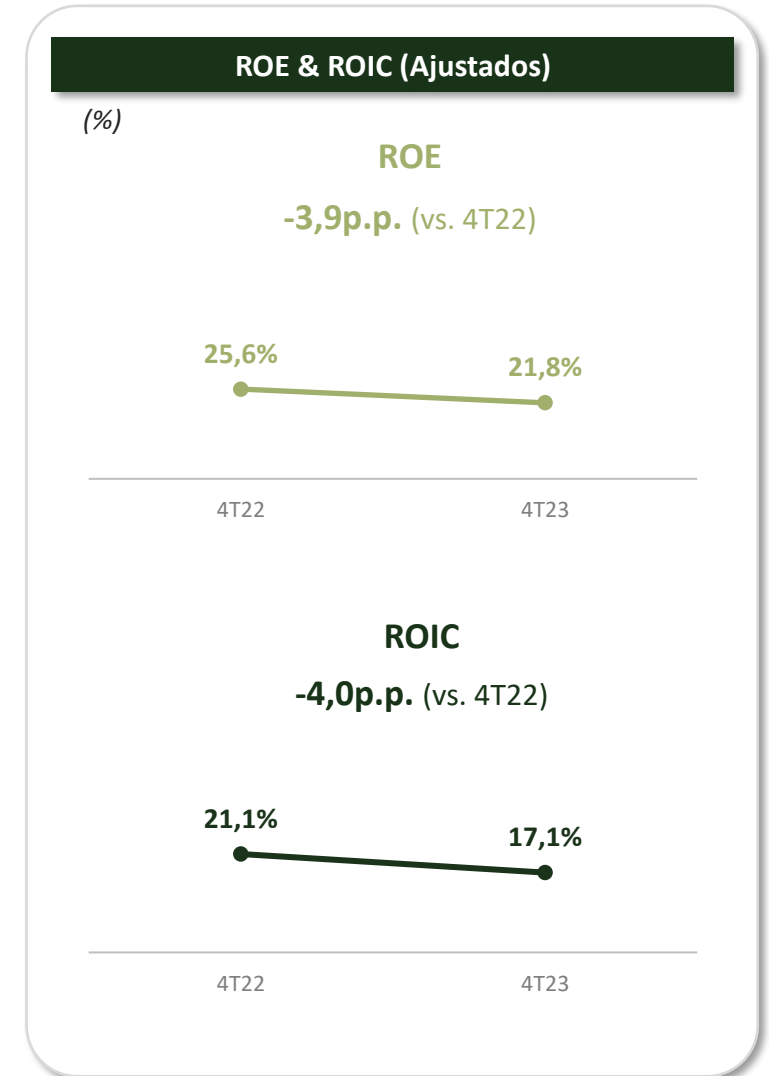 ROE & ROIC (Ajustados)
(%)
ROE
-3,9p.p. (vs. 4T22)
25,6%
21,8%
4T22 4T23
ROIC
-4,0p.p. (vs. 4T22)
21,1%
17,1%
4T22 4T23